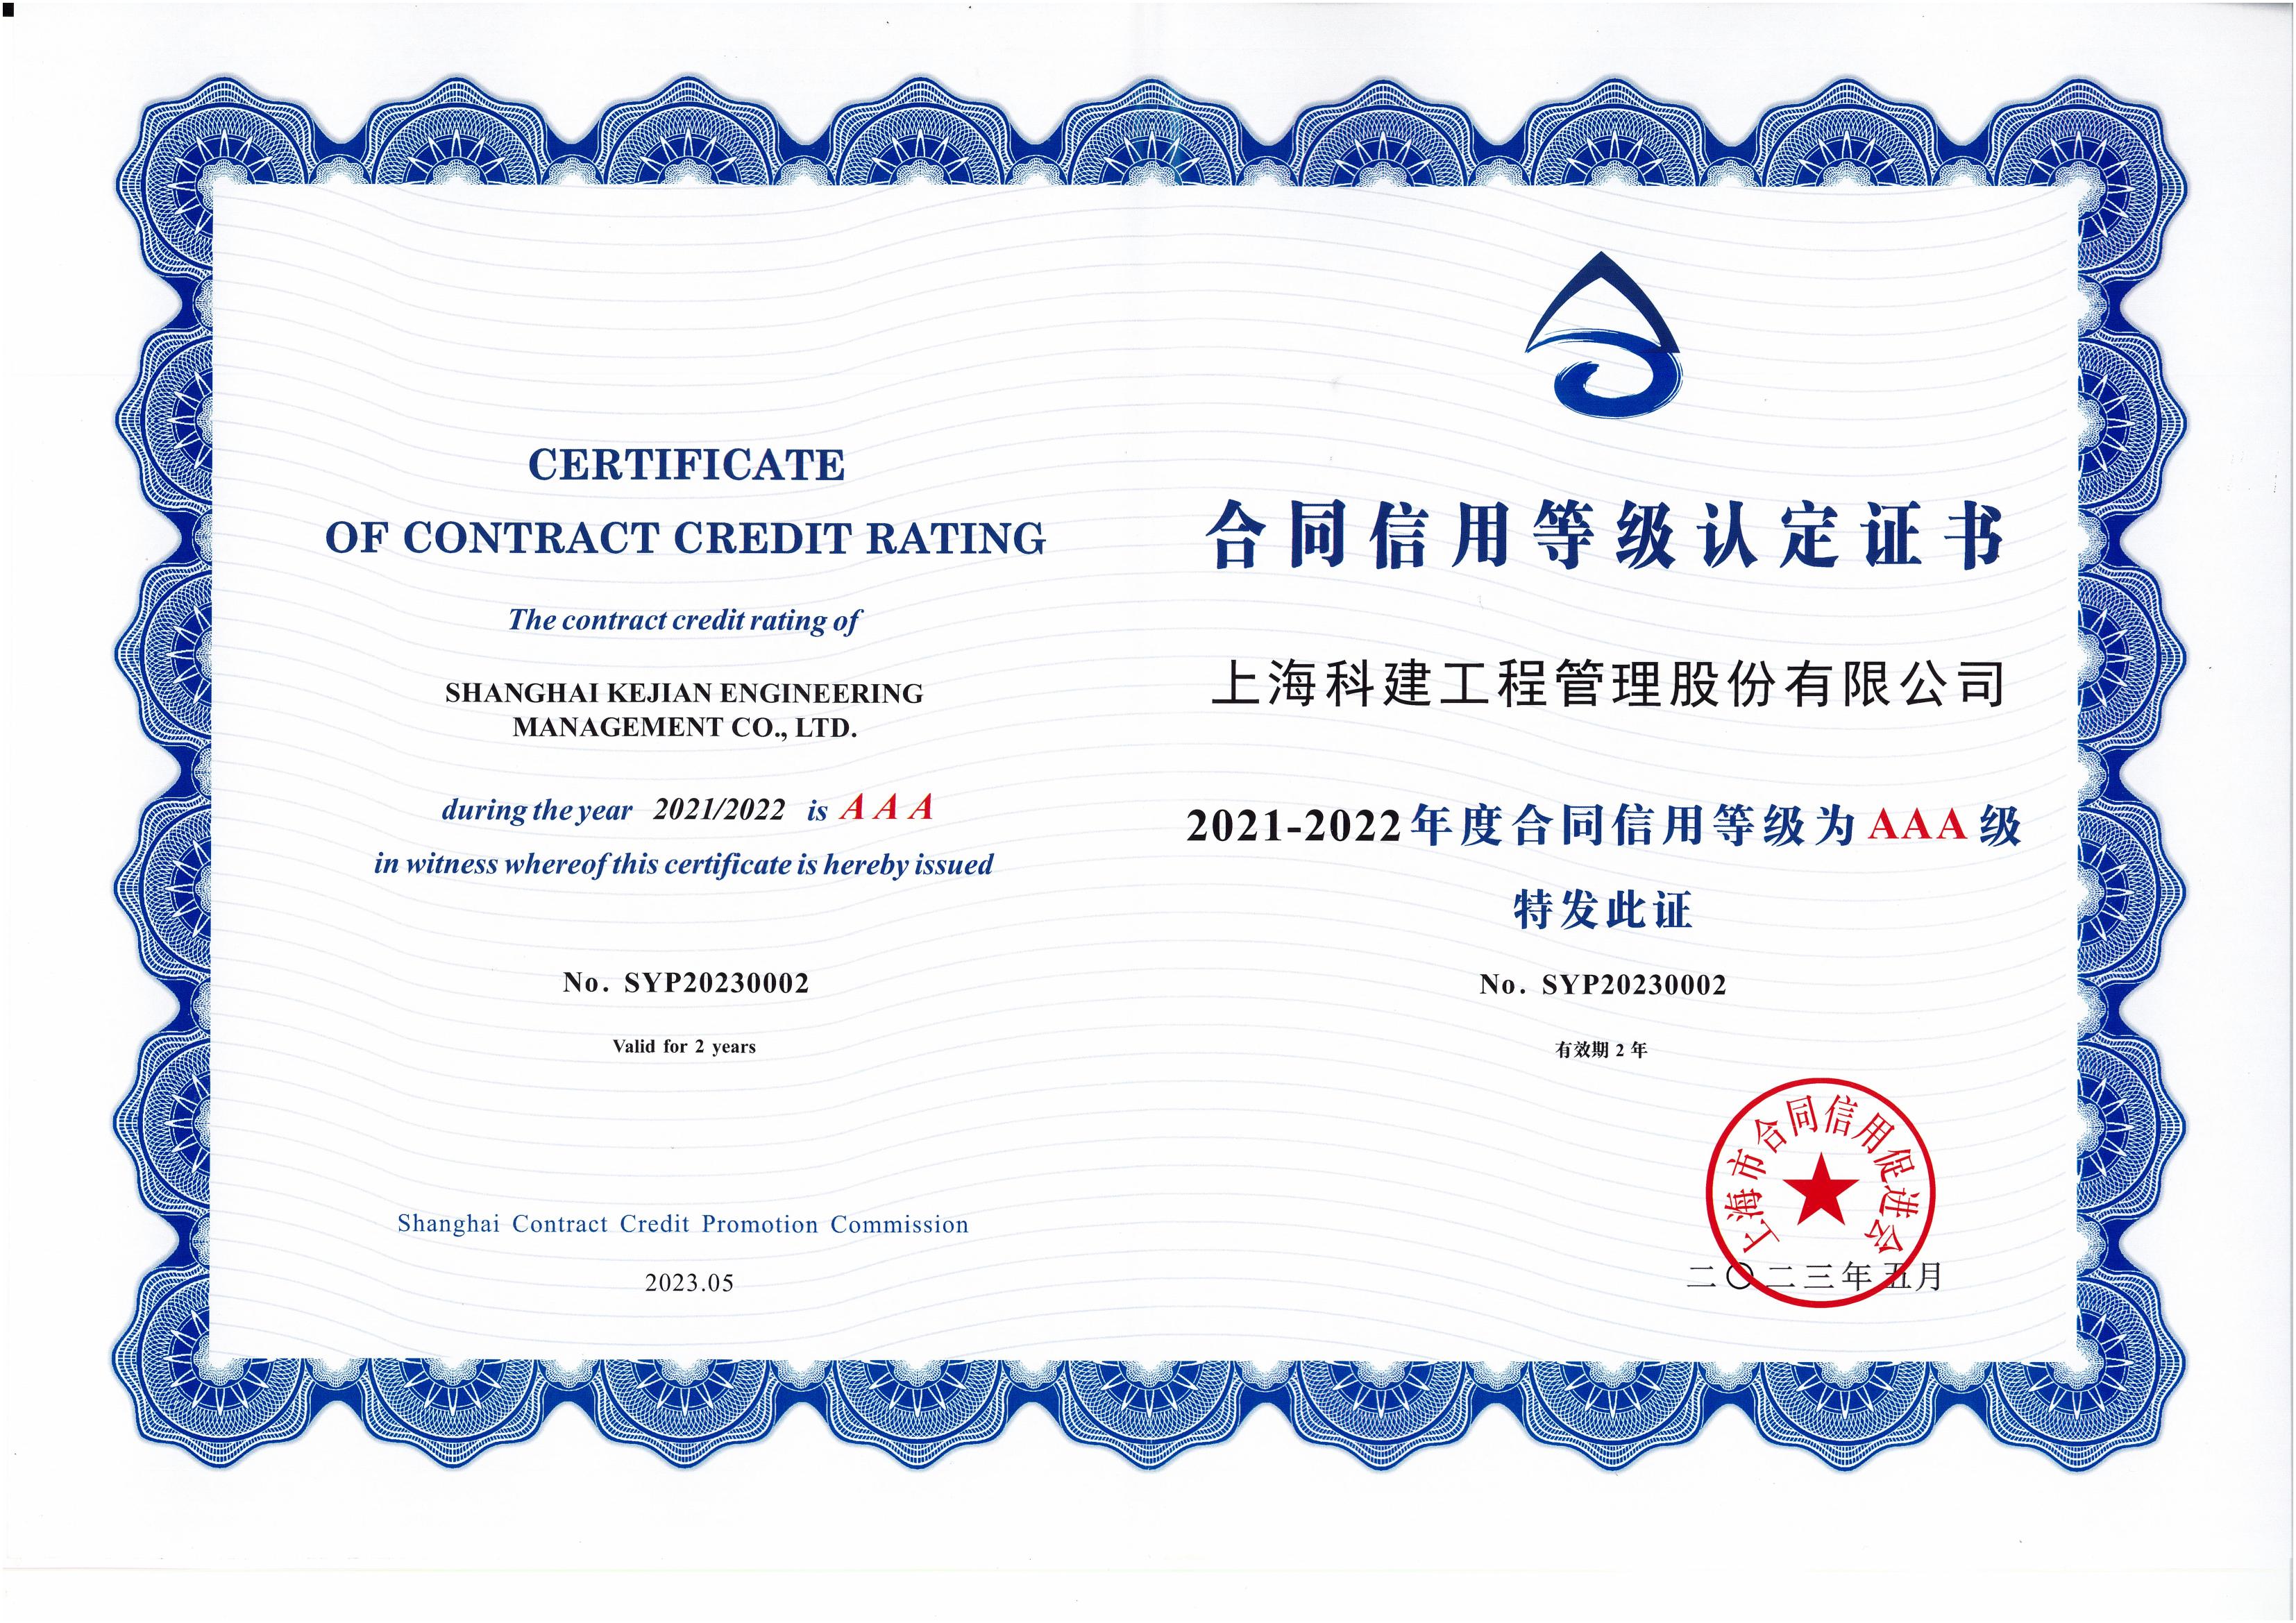 CERTIFICATE
OF CONTRACT CREDIT RATING
The contract credit rating of
SHANGHAI KEJIAN ENGINEERING
MANAGEMENT CO., LTD.
during the year 2021/2022 is AAA
in witness whereof this certificate is hereby issued
No. SYP20230002
Valid for 2 years
Shanghai Contract Credit Promotion Commission
2023.05
合同信用等级认定证书
上海科建工程管理股份有限公司
2021-2022年度合同信用等级为AAA级
特发此证
No. SYP20230002
有效期 2 年
上海市合同信用促进会
二〇二三年五月